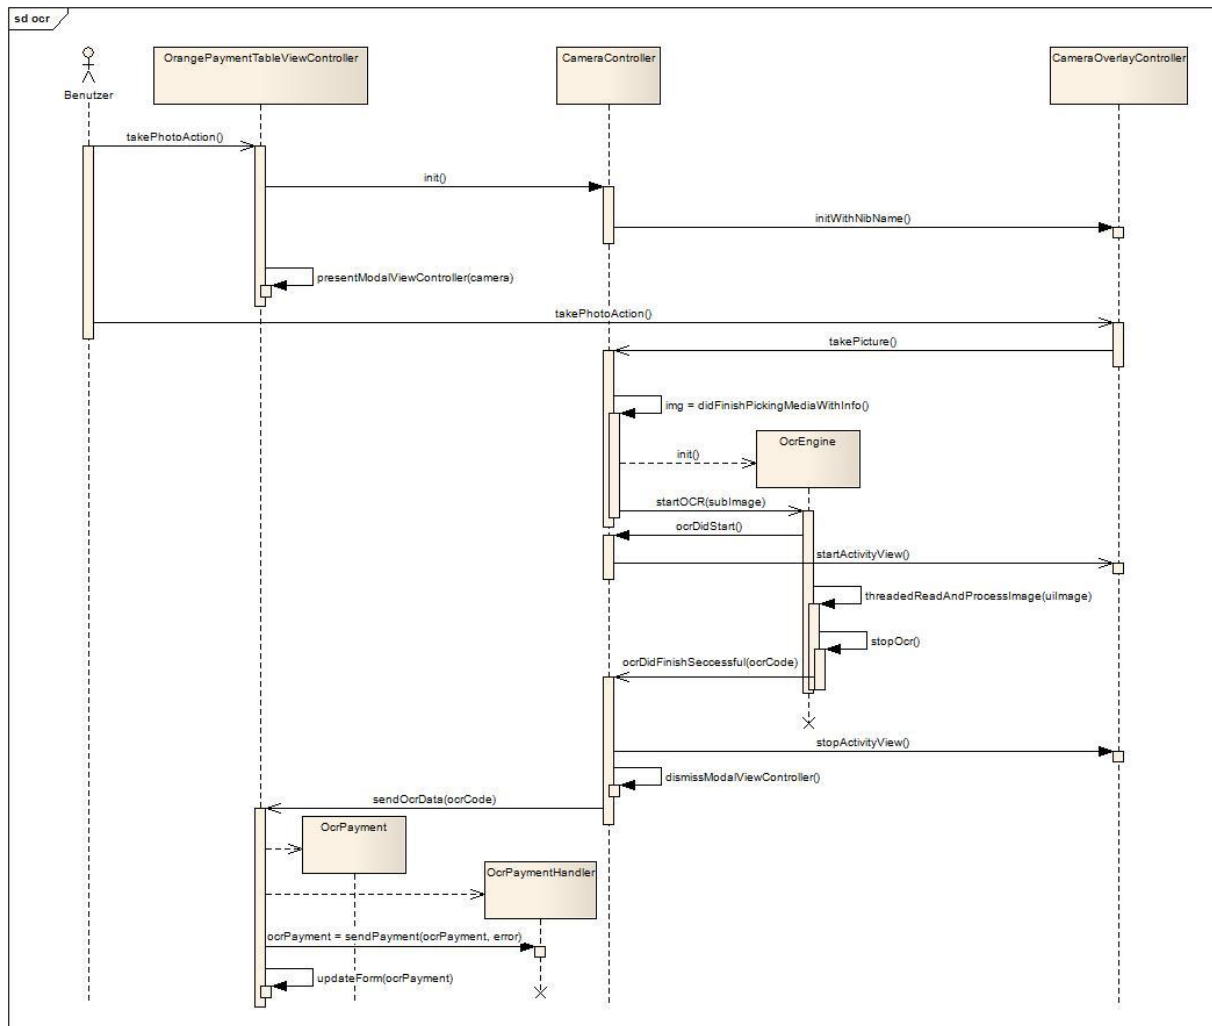 sd ocr
Benutzer
OrangePaymentTableViewController
CameraController
CameraOverlayController
takePhotoAction()
init()
initWithNibName()
presentModalViewController(camera)
takePhotoAction()
takePicture()
img = didFinishPickingMediaWithInfo()
OcrEngine
init()
startOCR(subImage)
ocrDidStart()
startActivityView()
threadedReadAndProcessImage(uiImage)
stopOcr()
ocrDidFinishSeccessful(ocrCode)
stopActivityView()
dismissModalViewController()
sendOcrData(ocrCode)
OcrPayment
OcrPaymentHandler
ocrPayment = sendPayment(ocrPayment, error)
updateForm(ocrPayment)